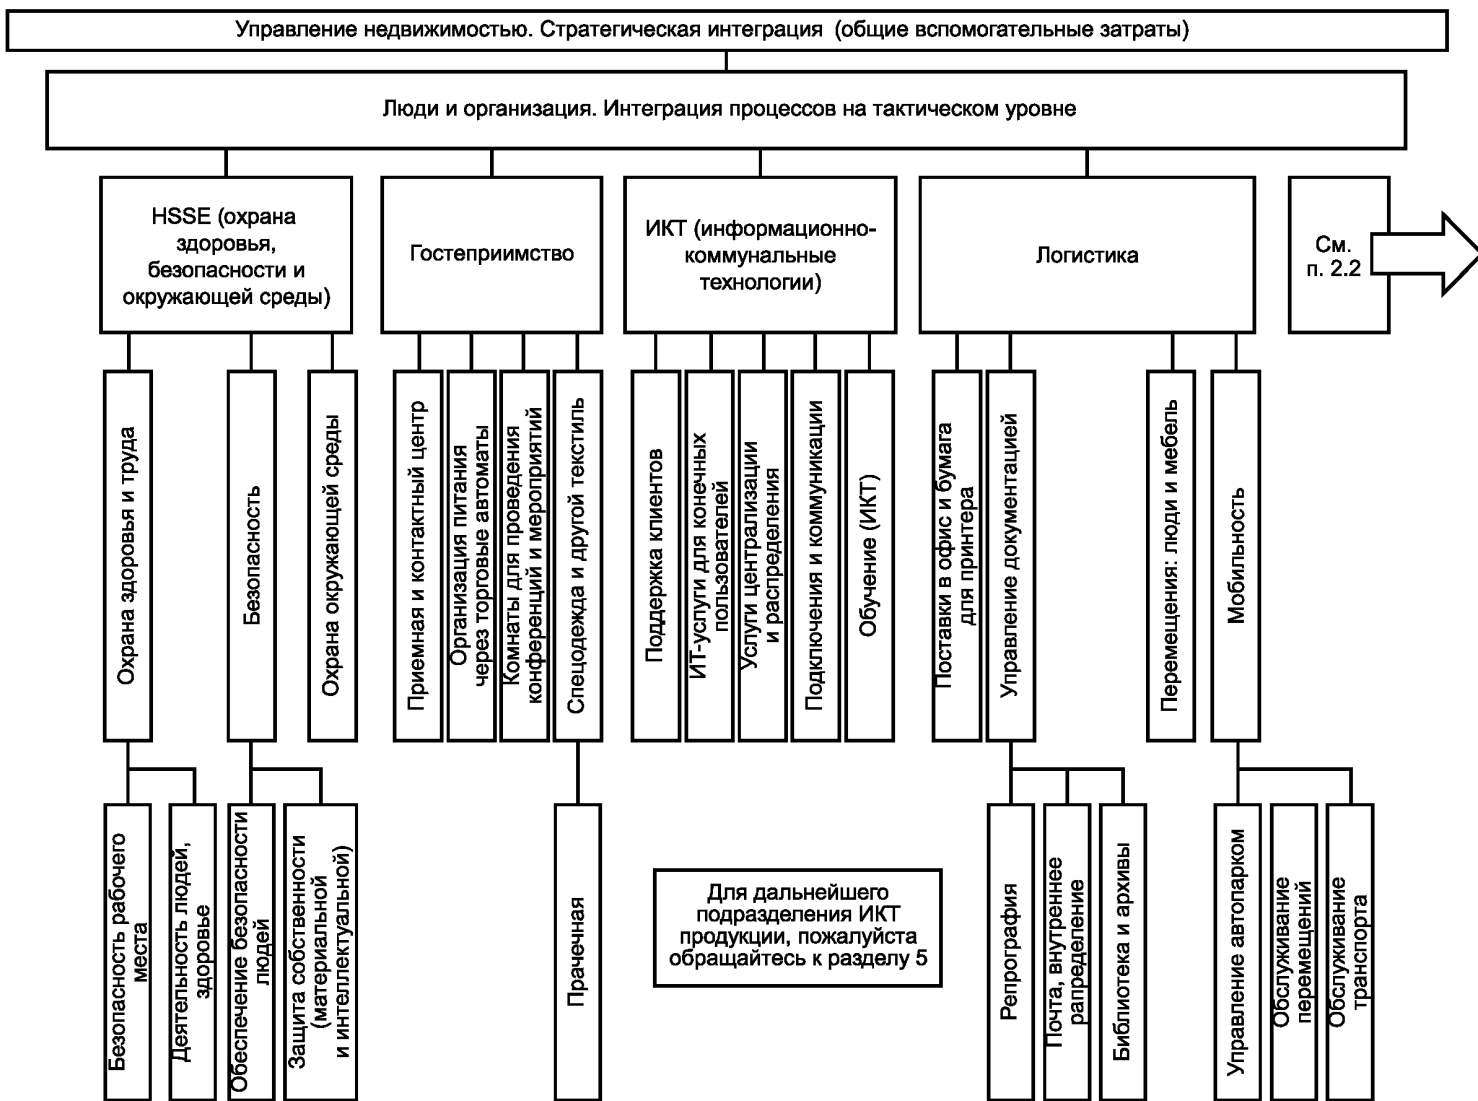 Управление недвижимостью. Стратегическая интеграция (общие вспомогательные затраты)
Люди и организация. Интеграция процессов на тактическом уровне
HSSE (охрана
здоровья,
безопасности и
окружающей среды)
Гостеприимство
ИКТ (информационно-
коммунальные
технологии)
Логистика
См.
п. 2.2
Охрана здоровья и труда
Безопасность
Охрана окружающей среды
Приемная и контактный центр
Организация питания
через торговые автоматы
Комнаты для проведения
конференций и мероприятий
Спецодежда и другой текстиль
Поддержка клиентов
ИТ-услуги для конечных
пользователей
Услуги централизации
и распределения
Подключения и коммуникации
Обучение (ИКТ)
Поставки в офис и бумага
для принтера
Управление документацией
Перемещения: люди и мебель
Мобильность
Безопасность рабочего
места
Деятельность людей,
здоровье
Обеспечение безопасности
людей
Защита собственности
(материальной
и интеллектуальной)
Прачечная
Для дальнейшего
подразделения ИКТ
продукции, пожалуйста
обращайтесь к разделу 5
Репрография
Почта, внутреннее
рапределение
Библиотека и архивы
Управление автопарком
Обслуживание
перемещений
Обслуживание
транспорта